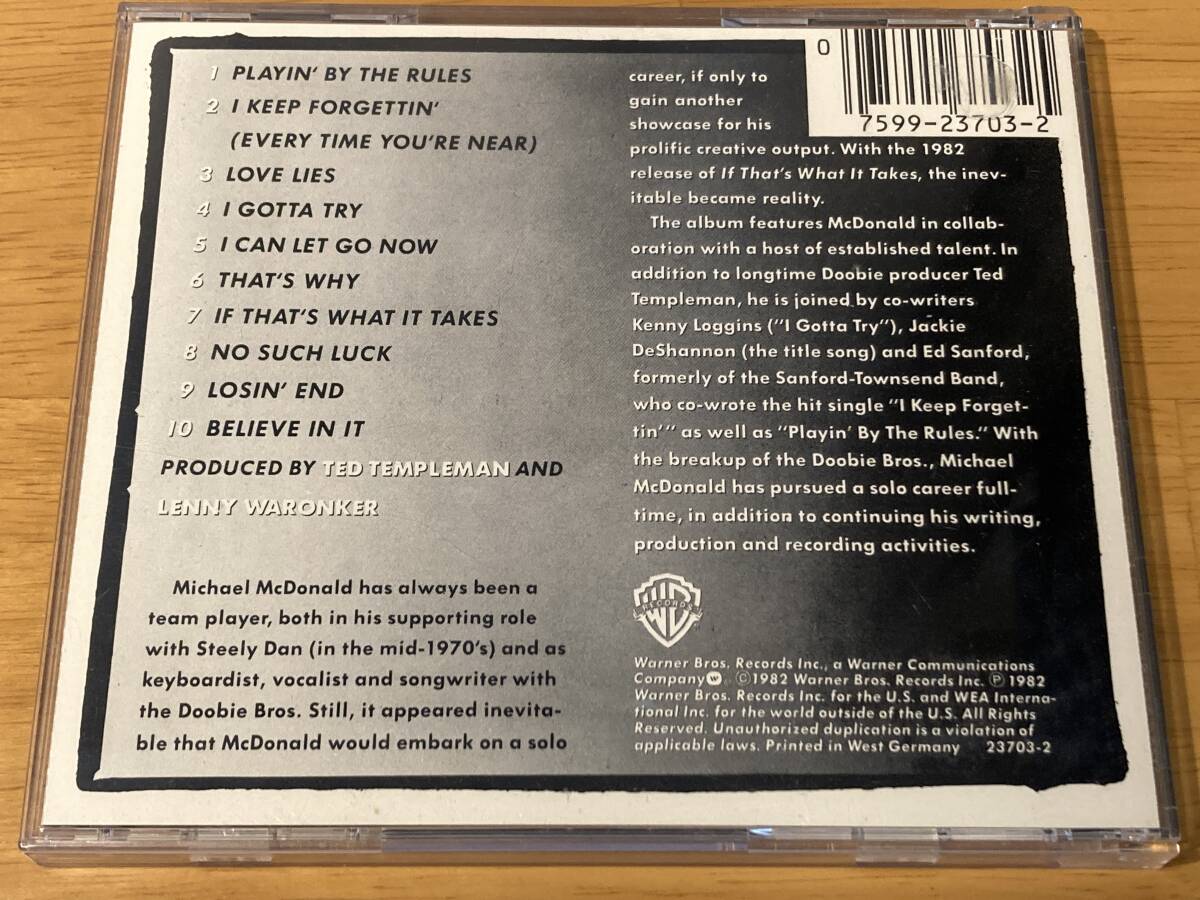 1 PLAYIN' BY THE RULES
2 I KEEP FORGETTIN'
(EVERY TIME YOU'RE NEAR)
3 LOVE LIES
4 I GOTTA TRY
5 I CAN LET GO NOW
6 THAT'S WHY
7 IF THAT'S WHAT IT TAKES
8 NO SUCH LUCK
9 LOSIN' END
10 BELIEVE IN IT
PRODUCED BY TED TEMPLEMAN AND
LENNY WARONKER
Michael McDonald has always been a
team player, both in his supporting role
with Steely Dan (in the mid-1970's) and as
keyboardist, vocalist and songwriter with
the Doobie Bros. Still, it appeared inevita-
ble that McDonald would embark on a solo
career, if only to
gain another
showcase for his
prolific creative output. With the 1982
release of If That's What It Takes, the inev-
itable became reality.
The album features McDonald in collab-
oration with a host of established talent. In
addition to longtime Doobie producer Ted
Templeman, he is joined by co-writers
Kenny Loggins ("I Gotta Try"), Jackie
DeShannon (the title song) and Ed Sanford,
formerly of the Sanford-Townsend Band,
who co-wrote the hit single "I Keep Forget-
tin'" as well as "Playin' By The Rules." With
the breakup of the Doobie Bros., Michael
McDonald has pursued a solo career full-
time, in addition to continuing his writing,
production and recording activities.
0
7599-23703-2
RECORDS
Warner Bros. Records Inc., a Warner Communications
Company ©1982 Warner Bros. Records Inc. ℗ 1982
Warner Bros. Records Inc. for the U.S. and WEA Interna-
tional Inc. for the world outside of the U.S. All Rights
Reserved. Unauthorized duplication is a violation of
applicable laws. Printed in West Germany 23703-2